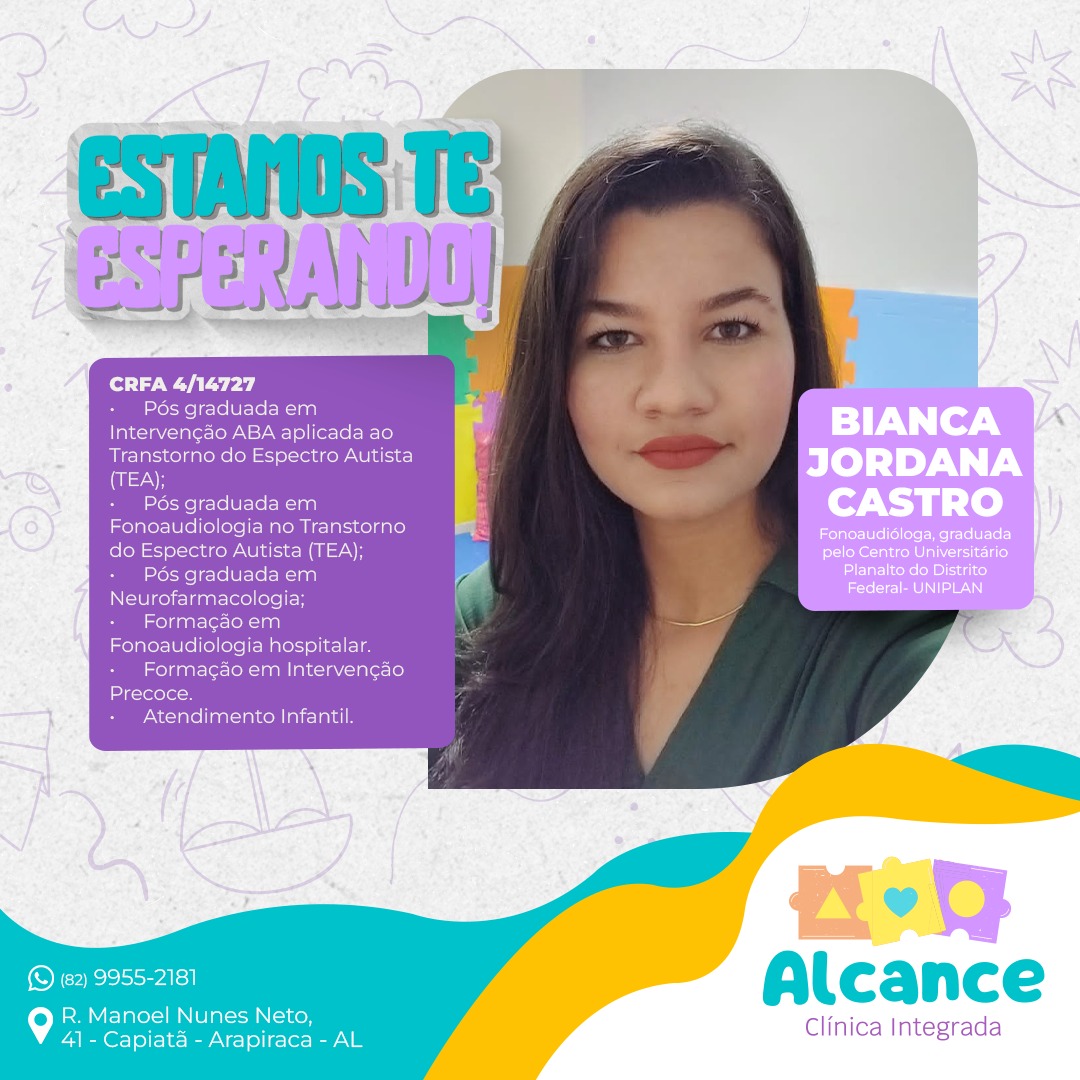 ESTAMOS TE
ESPERANDO!
CRFA 4/14727
• Pós graduada em
Intervenção ABA aplicada ao
Transtorno do Espectro Autista
(TEA);
• Pós graduada em
Fonoaudiologia no Transtorno
do Espectro Autista (TEA);
• Pós graduada em
Neurofarmacologia;
• Formação em
Fonoaudiologia hospitalar.
• Formação em Intervenção
Precoce.
• Atendimento Infantil.
BIANCA
JORDANA
CASTRO
Fonoaudióloga, graduada
pelo Centro Universitário
Planalto do Distrito
Federal- UNIPLAN
(82) 9955-2181
R. Manoel Nunes Neto,
41 - Capiatã - Arapiraca - AL
Alcance
Clínica Integrada